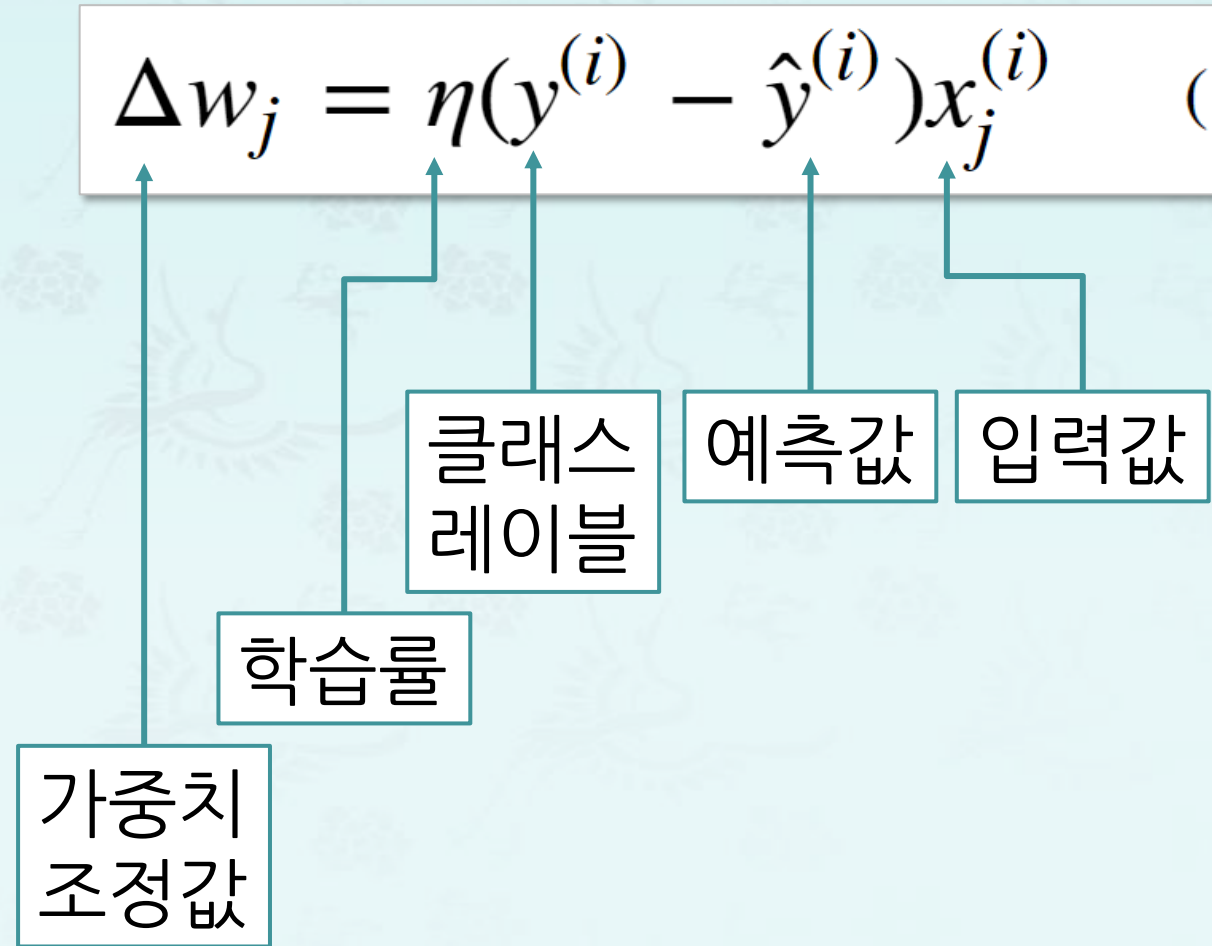 Δw_j = η(y^{(i)} − ŷ^{(i)})x_j^{(i)} (
클래스
레이블
예측값
입력값
학습률
가중치
조정값